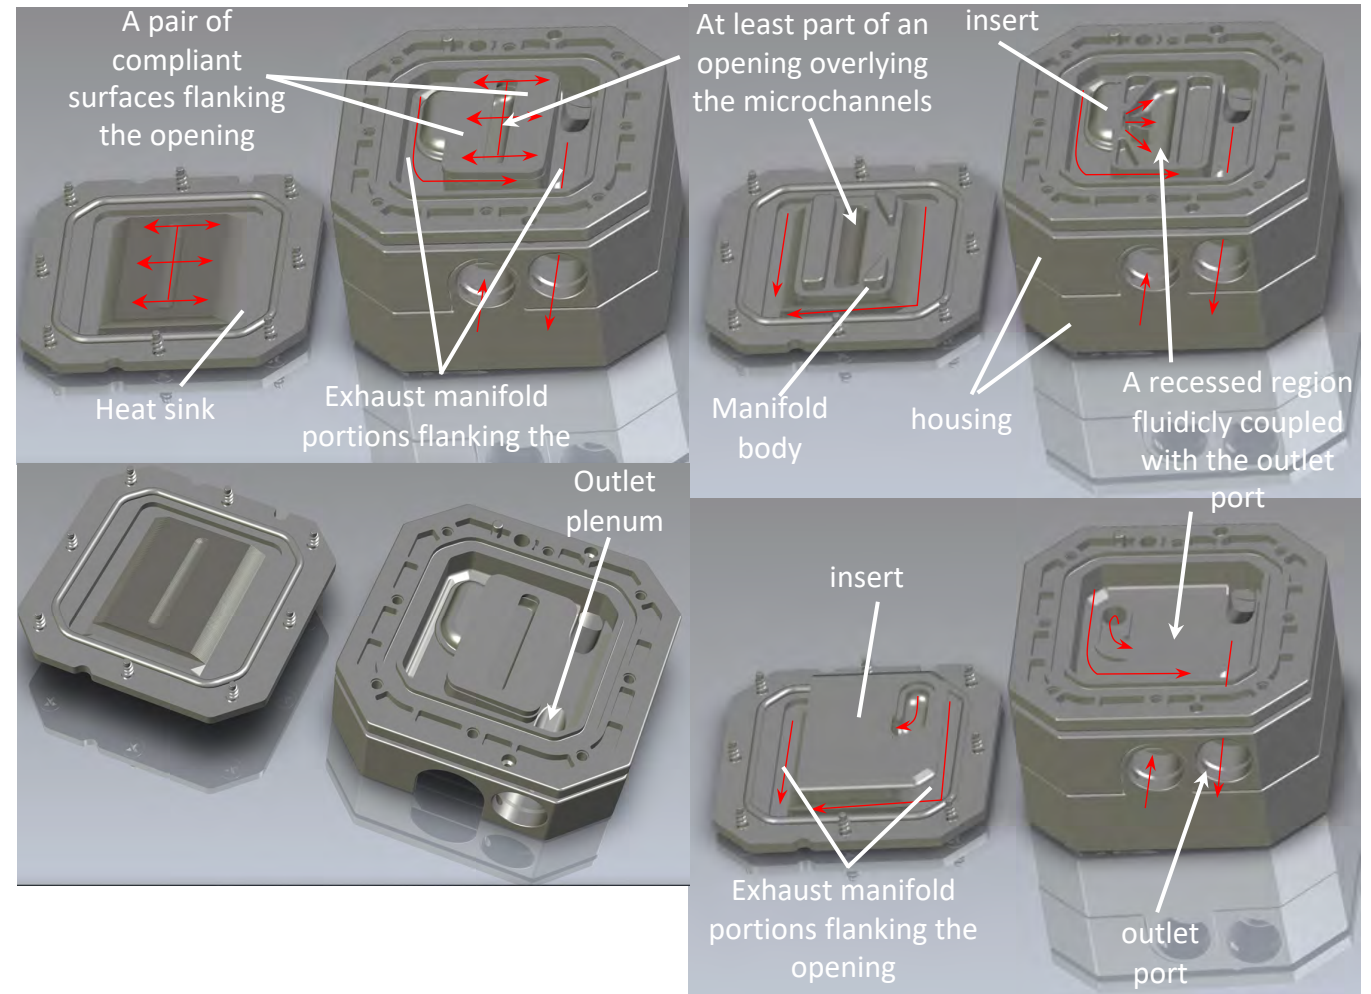 A pair of
compliant
surfaces flanking
the opening
Heat sink
Exhaust manifold
portions flanking the
At least part of an
opening overlying
the microchannels
insert
Manifold
body
housing
A recessed region
fluidicly coupled
with the outlet
port
Outlet
plenum
insert
Exhaust manifold
portions flanking the
opening
outlet
port